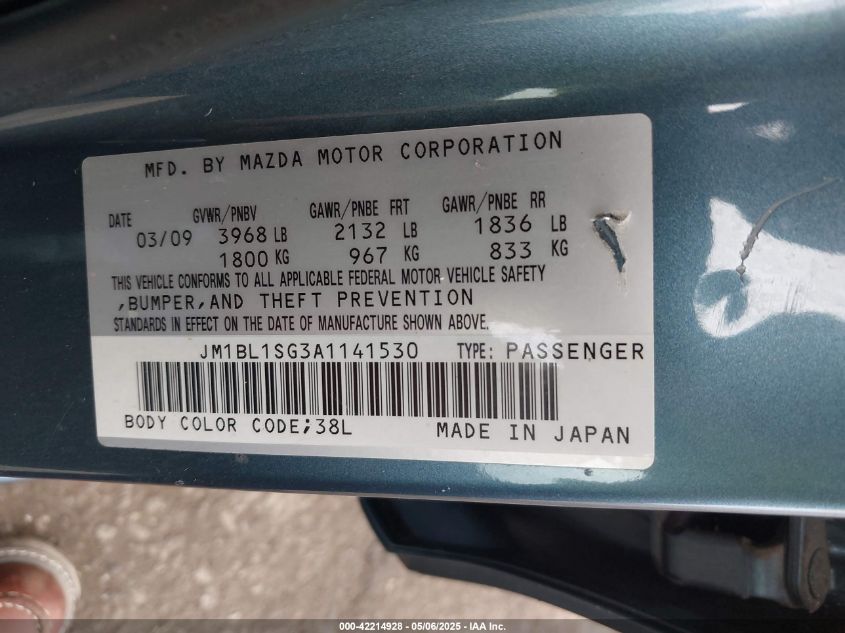 MFD. BY MAZDA MOTOR CORPORATION
DATE GVWR/PNBV GAWR/PNBE FRT GAWR/PNBE RR
03/09 3968 LB 2132 LB 1836 LB
1800 KG 967 KG 833 KG
THIS VEHICLE CONFORMS TO ALL APPLICABLE FEDERAL MOTOR VEHICLE SAFETY
,BUMPER,AND THEFT PREVENTION
STANDARDS IN EFFECT ON THE DATE OF MANUFACTURE SHOWN ABOVE.
JM1BL1SG3A1141530 TYPE: PASSENGER
BODY COLOR CODE;38L MADE IN JAPAN
000-42214928 - 05/06/2025 - IAA Inc.